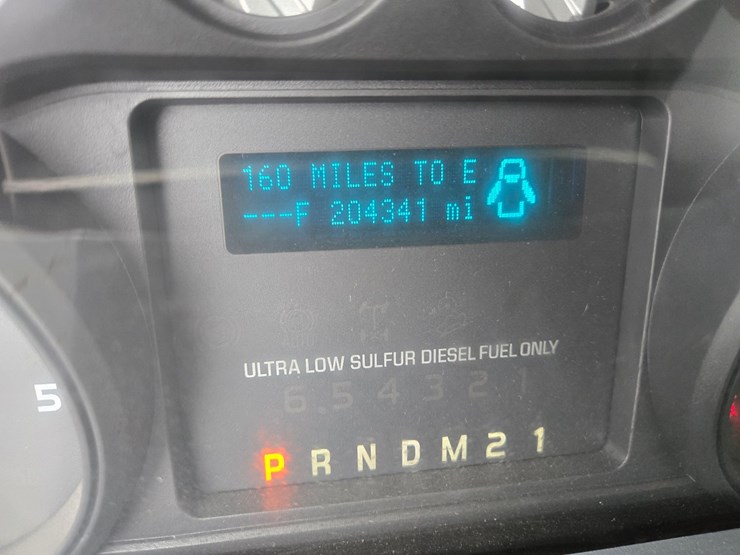 160 MILES TO E
---F 204341 mi
ULTRA LOW SULFUR DIESEL FUEL ONLY
6 5 4 3 2 1
P R N D M 2 1
5